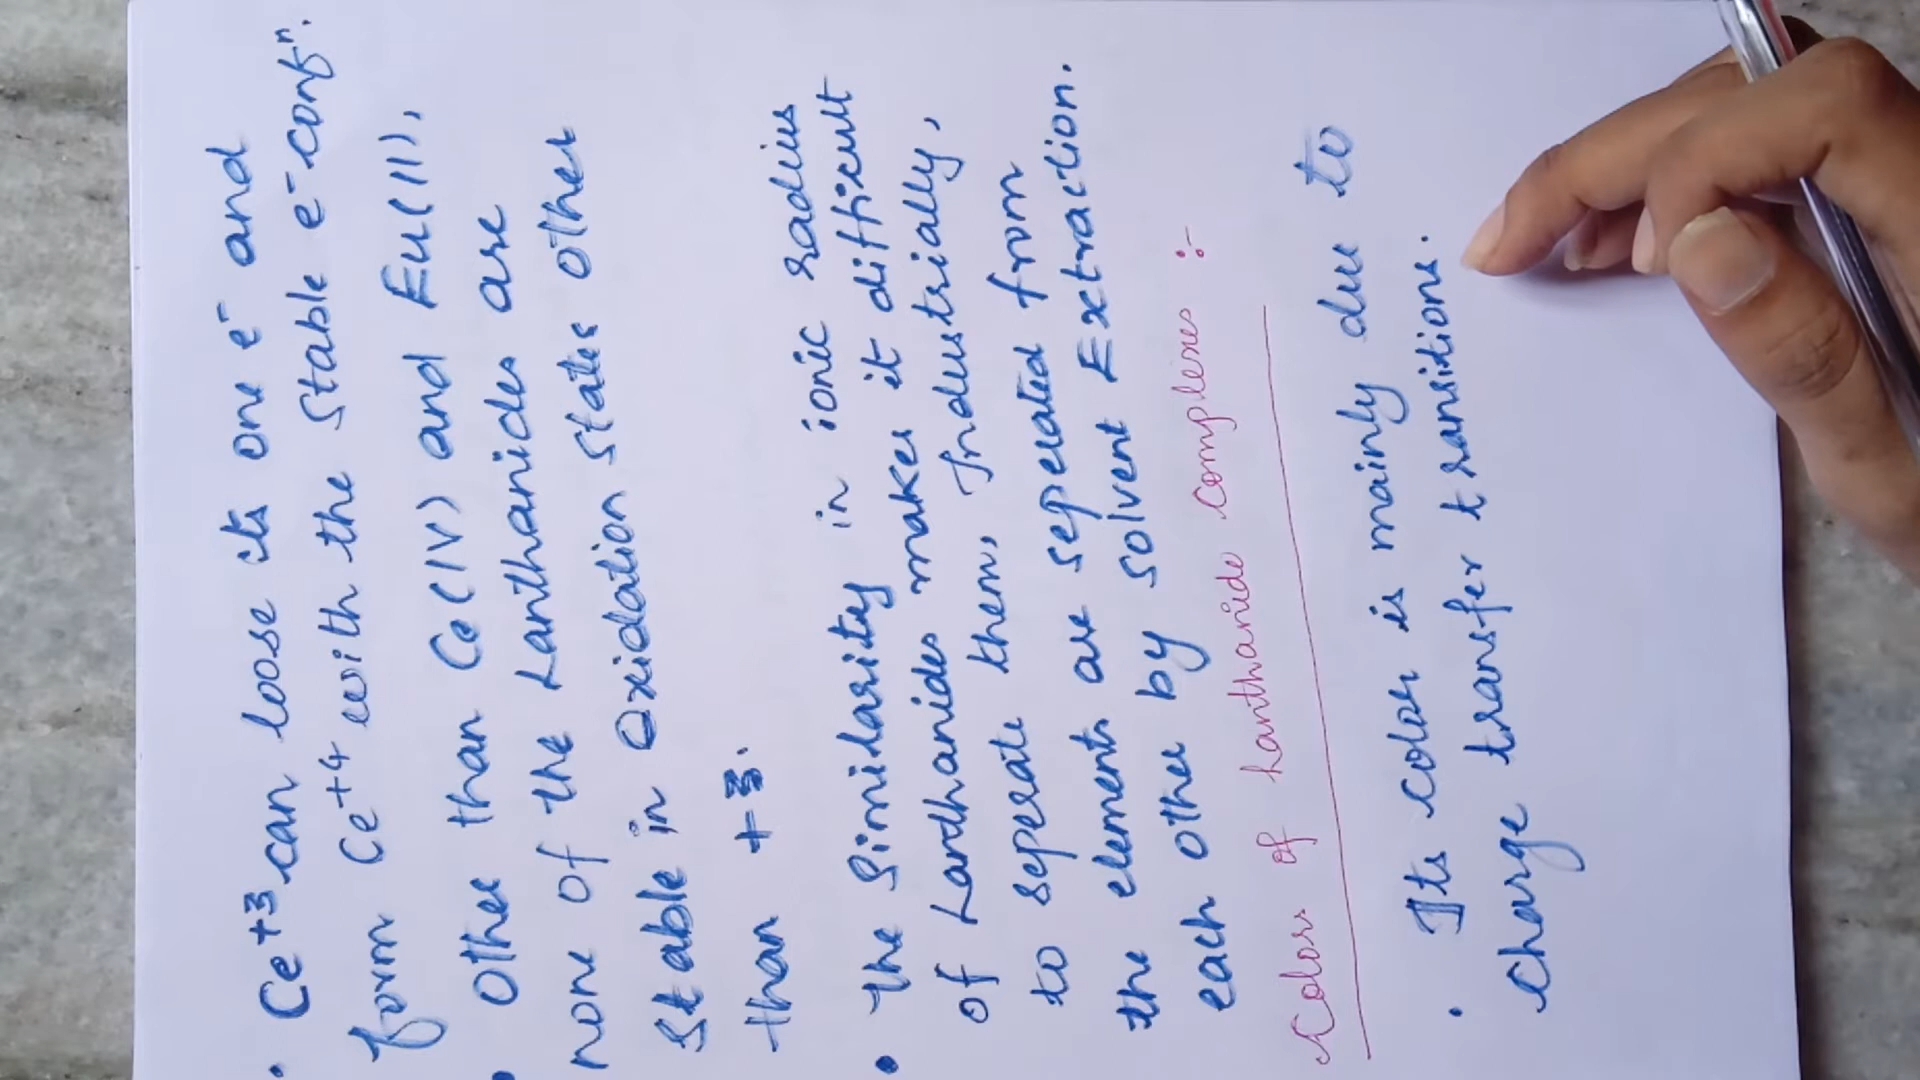 • Ce+3 can loose its one e- and
form Ce+4 with the stable e- confn.
• Other than Ce(IV) and Eu(II),
none of the Lanthanides are
stable in Oxidation states other
than +3.
• The Similarity in ionic radius
of Lanthanides makes it difficult
to seperate them, Industrially,
the elements are seperated from
each other by solvent Extraction.
Colors of Lanthanide complexes :-
• Its color is mainly due to
charge transfer transitions.